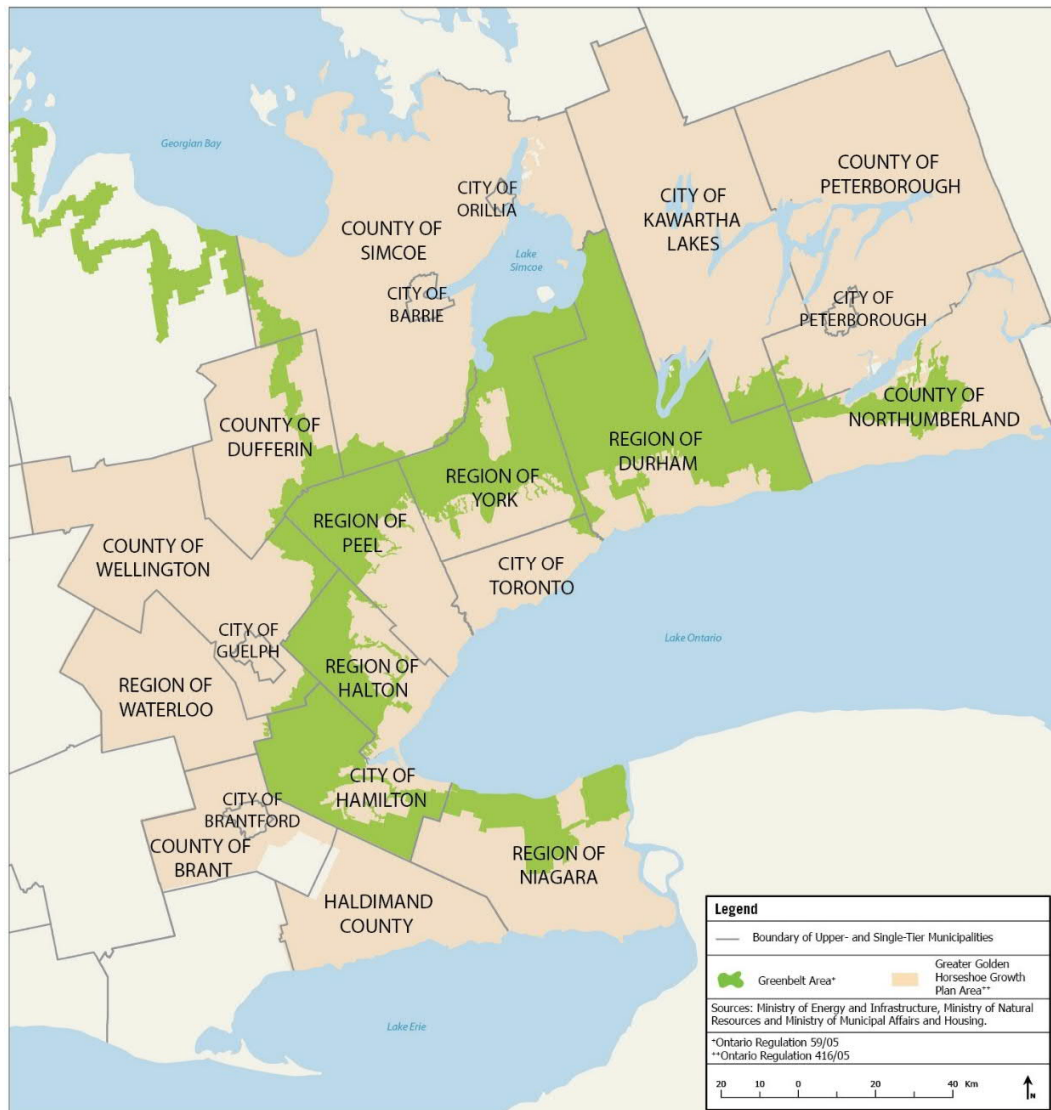 Georgian Bay
CITY OF
ORILLIA
COUNTY OF
SIMCOE
Lake
Simcoe
CITY OF
BARRIE
CITY OF
KAWARTHA
LAKES
COUNTY OF
PETERBOROUGH
CITY OF
PETERBOROUGH
COUNTY OF
NORTHUMBERLAND
COUNTY OF
DUFFERIN
REGION OF
YORK
REGION OF
DURHAM
REGION OF
PEEL
COUNTY OF
WELLINGTON
CITY OF
TORONTO
CITY OF
GUELPH
Lake Ontario
REGION OF
HALTON
REGION OF
WATERLOO
CITY OF
HAMILTON
CITY OF
BRANTFORD
COUNTY OF
BRANT
REGION OF
NIAGARA
HALDIMAND
COUNTY
Lake Erie
Legend
Boundary of Upper- and Single-Tier Municipalities
Greenbelt Area+
Greater Golden
Horseshoe Growth
Plan Area++
Sources: Ministry of Energy and Infrastructure, Ministry of Natural
Resources and Ministry of Municipal Affairs and Housing.
+Ontario Regulation 59/05
++Ontario Regulation 416/05
20 10 0 20 40 Km
N